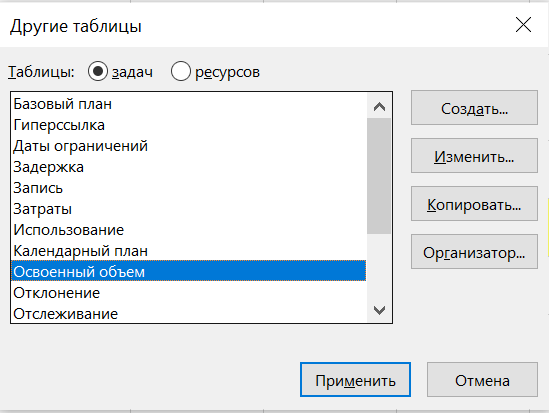 Другие таблицы
Таблицы: задач ресурсов
Базовый план
Гиперссылка
Даты ограничений
Задержка
Запись
Затраты
Использование
Календарный план
Освоенный объем
Отклонение
Отслеживание
Создать...
Изменить...
Копировать...
Организатор...
Применить
Отмена